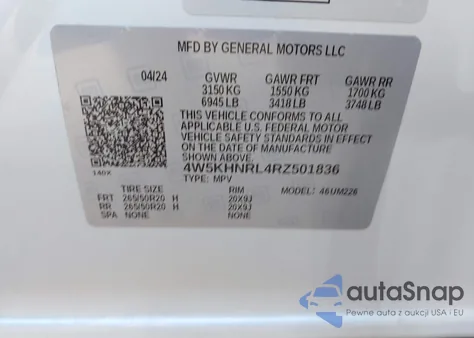 MFD BY GENERAL MOTORS LLC
04/24 GVWR GAWR FRT GAWR RR
3150 KG 1550 KG 1700 KG
6945 LB 3418 LB 3748 LB
THIS VEHICLE CONFORMS TO ALL
APPLICABLE U.S. FEDERAL MOTOR
VEHICLE SAFETY STANDARDS IN EFFECT
ON THE DATE OF MANUFACTURE
SHOWN ABOVE.
4W5KHNRL4RZ501836
140X
TYPE: MPV MODEL: 46UM226
TIRE SIZE RIM
FRT 265/50R20 H 20X9J
RR 265/50R20 H 20X9J
SPA NONE NONE
autoSnap
Pewne auta z aukcji USA i EU